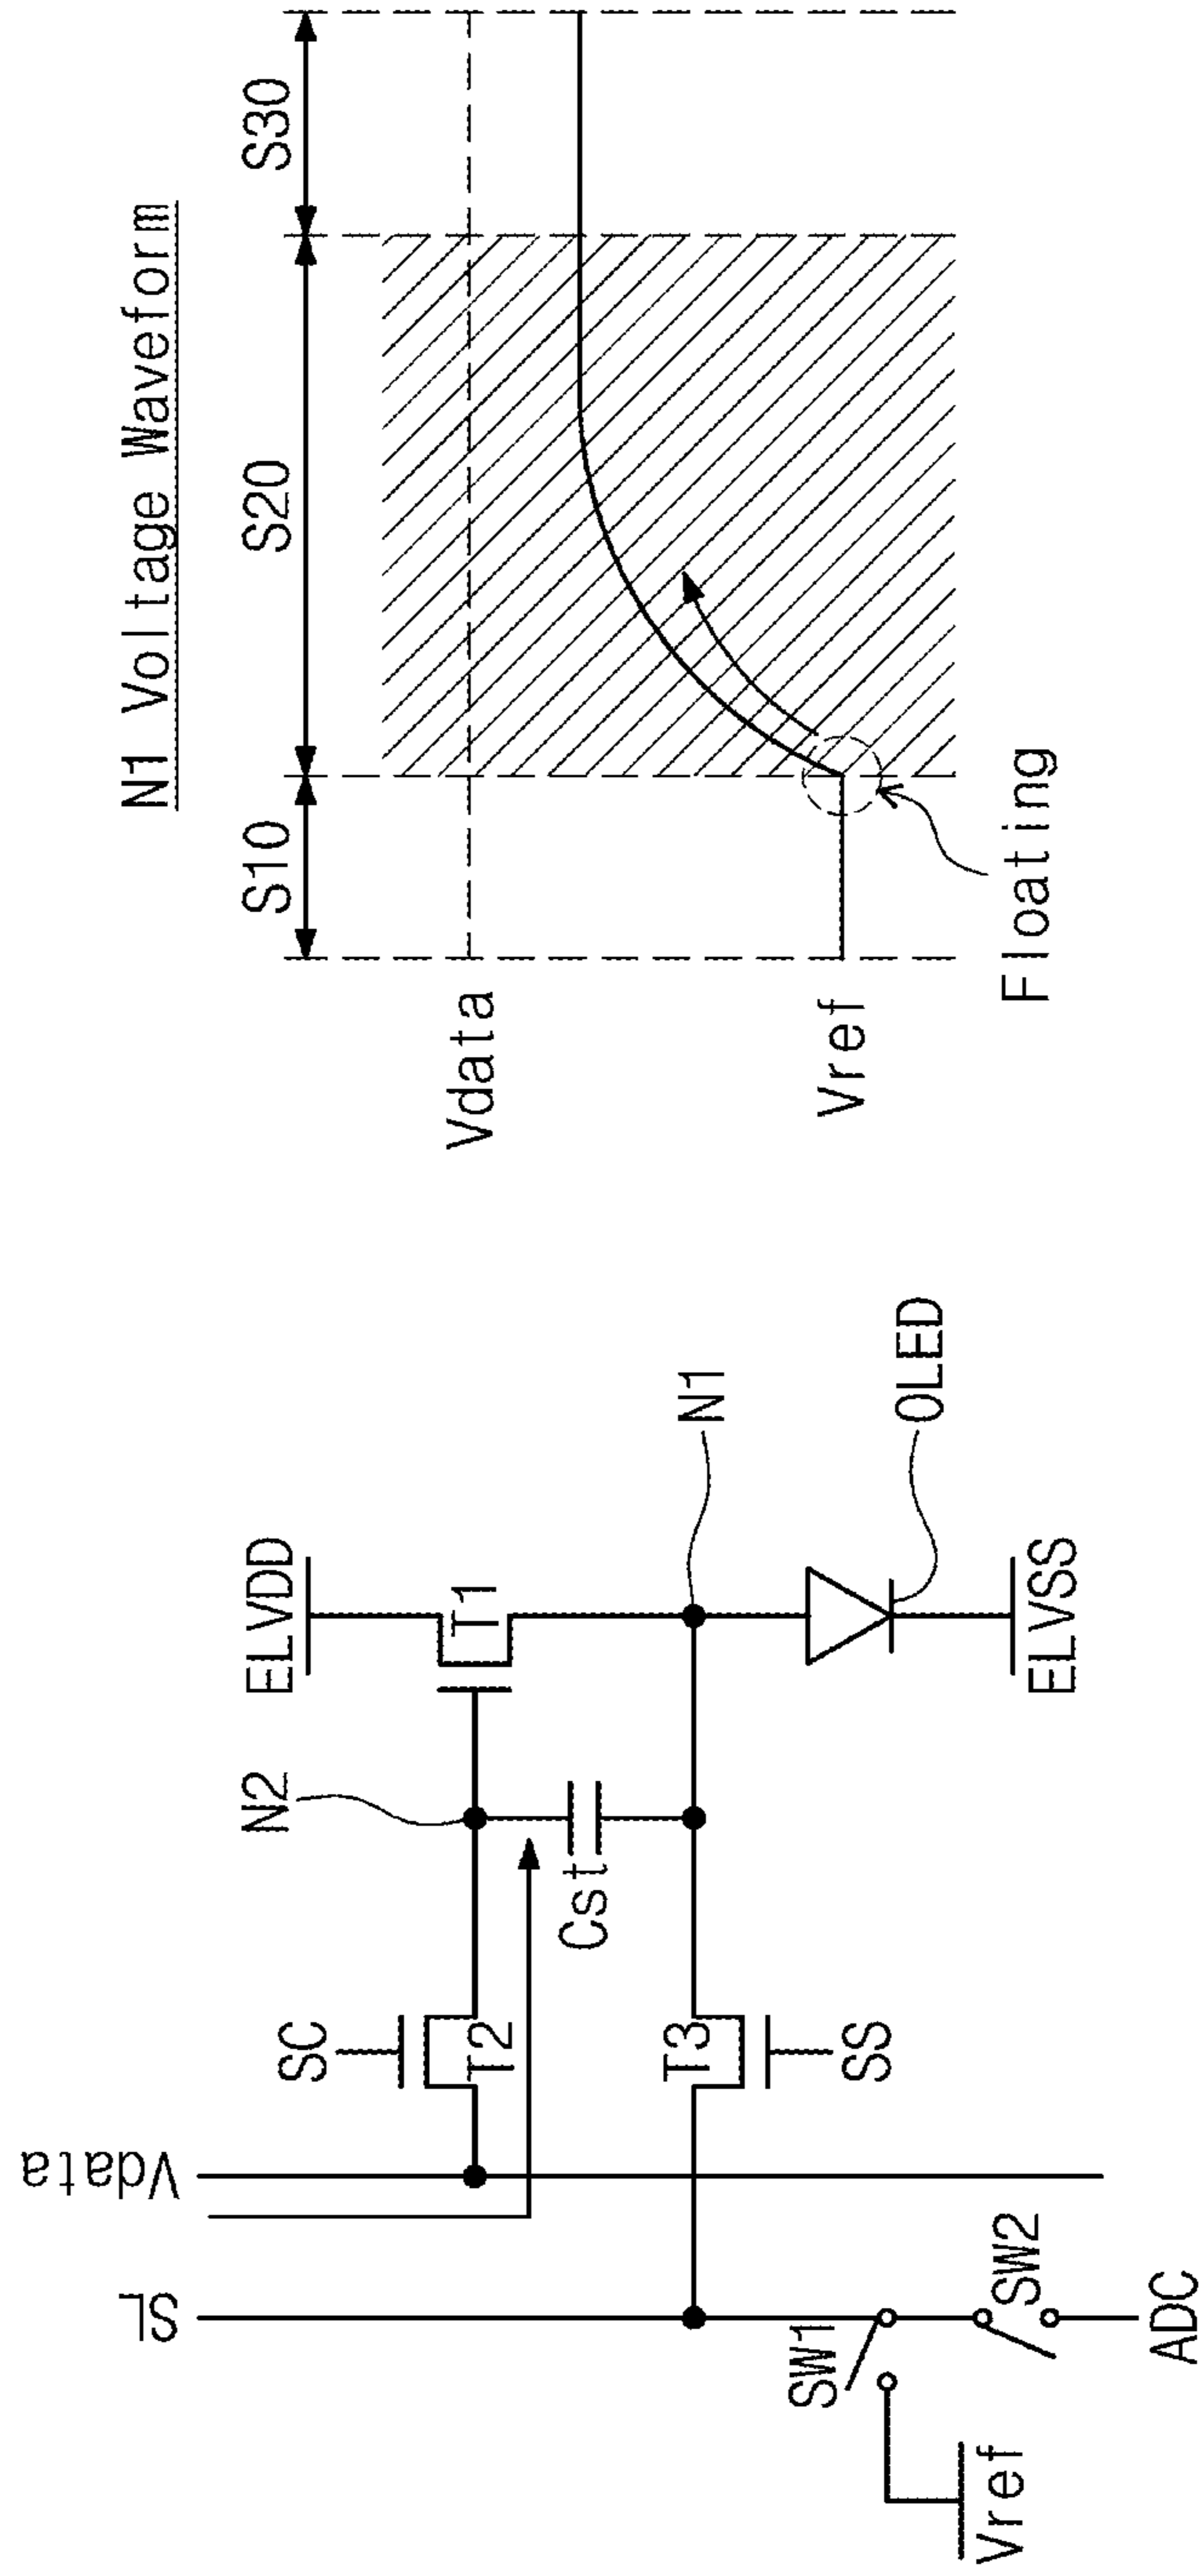 SL
Vdata
ELVDD
SC
N2
T1
T2
Cst
N1
T3
SS
OLED
SW1
SW2
Vref
ADC
ELVSS
N1 Voltage Waveform
S10
S20
S30
Vdata
Vref
Floating